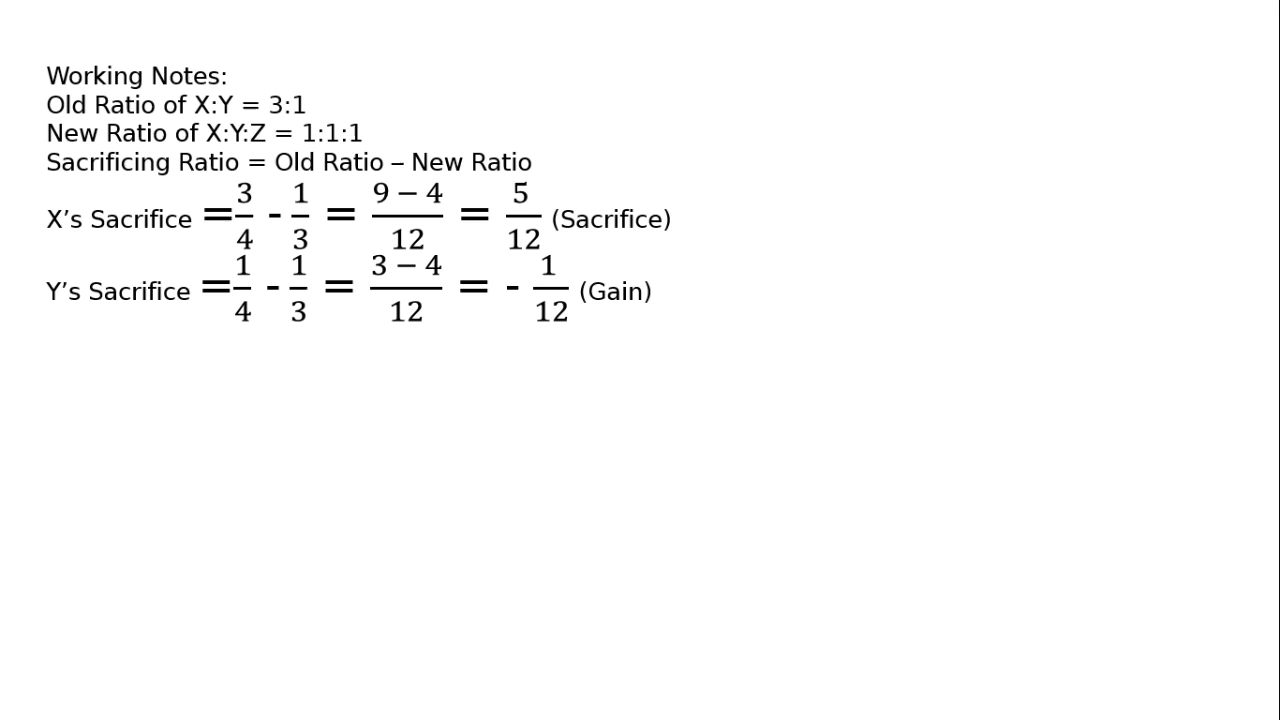 Working Notes:
Old Ratio of X:Y = 3:1
New Ratio of X:Y:Z = 1:1:1
Sacrificing Ratio = Old Ratio – New Ratio
X’s Sacrifice = 3/4 - 1/3 = (9 − 4)/12 = 5/12 (Sacrifice)
Y’s Sacrifice = 1/4 - 1/3 = (3 − 4)/12 = - 1/12 (Gain)